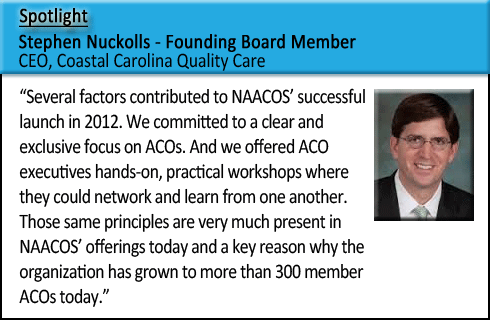 Spotlight
Stephen Nuckolls - Founding Board Member
CEO, Coastal Carolina Quality Care
“Several factors contributed to NAACOS’ successful
launch in 2012. We committed to a clear and
exclusive focus on ACOs. And we offered ACO
executives hands-on, practical workshops where
they could network and learn from one another.
Those same principles are very much present in
NAACOS’ offerings today and a key reason why the
organization has grown to more than 300 member
ACOs today.”